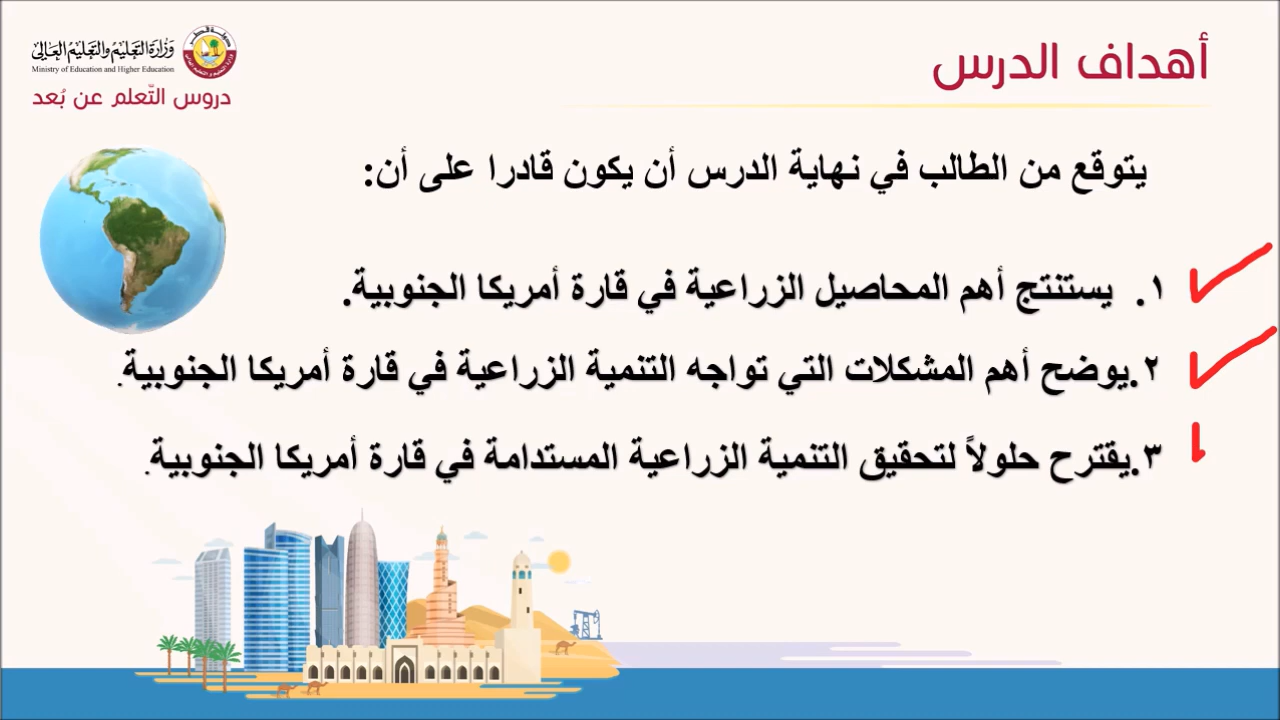 أهداف الدرس
وزارة التعليم والتعليم العالي
Ministry of Education and Higher Education
دروس التّعلم عن بُعد
يتوقع من الطالب في نهاية الدرس أن يكون قادرا على أن:
١. يستنتج أهم المحاصيل الزراعية في قارة أمريكا الجنوبية.
٢.يوضح أهم المشكلات التي تواجه التنمية الزراعية في قارة أمريكا الجنوبية.
٣.يقترح حلولاً لتحقيق التنمية الزراعية المستدامة في قارة أمريكا الجنوبية.